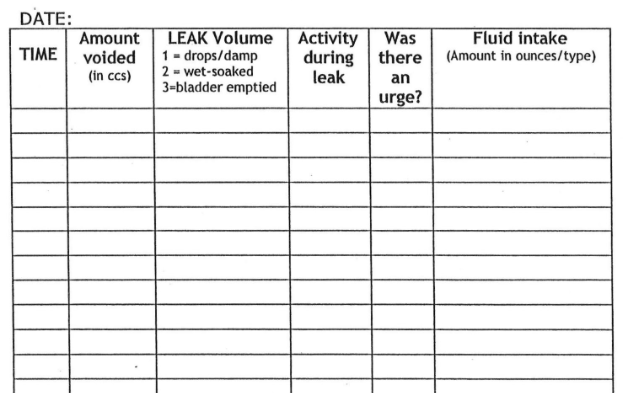 DATE:
TIME
Amount
voided
(in ccs)
LEAK Volume
1 = drops/damp
2 = wet-soaked
3=bladder emptied
Activity
during
leak
Was
there
an
urge?
Fluid intake
(Amount in ounces/type)